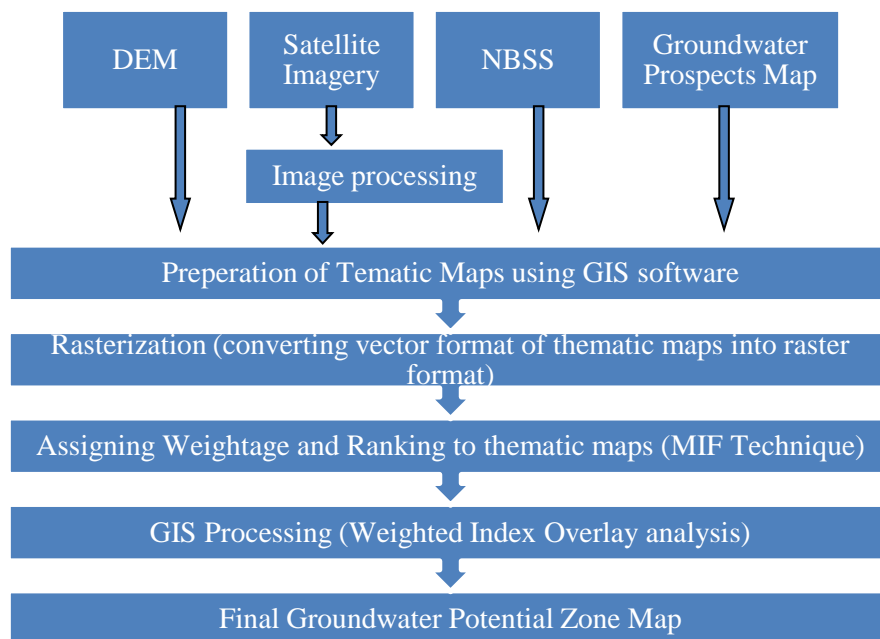 DEM
Satellite
Imagery
NBSS
Groundwater
Prospects Map
Image processing
Preperation of Tematic Maps using GIS software
Rasterization (converting vector format of thematic maps into raster
format)
Assigning Weightage and Ranking to thematic maps (MIF Technique)
GIS Processing (Weighted Index Overlay analysis)
Final Groundwater Potential Zone Map